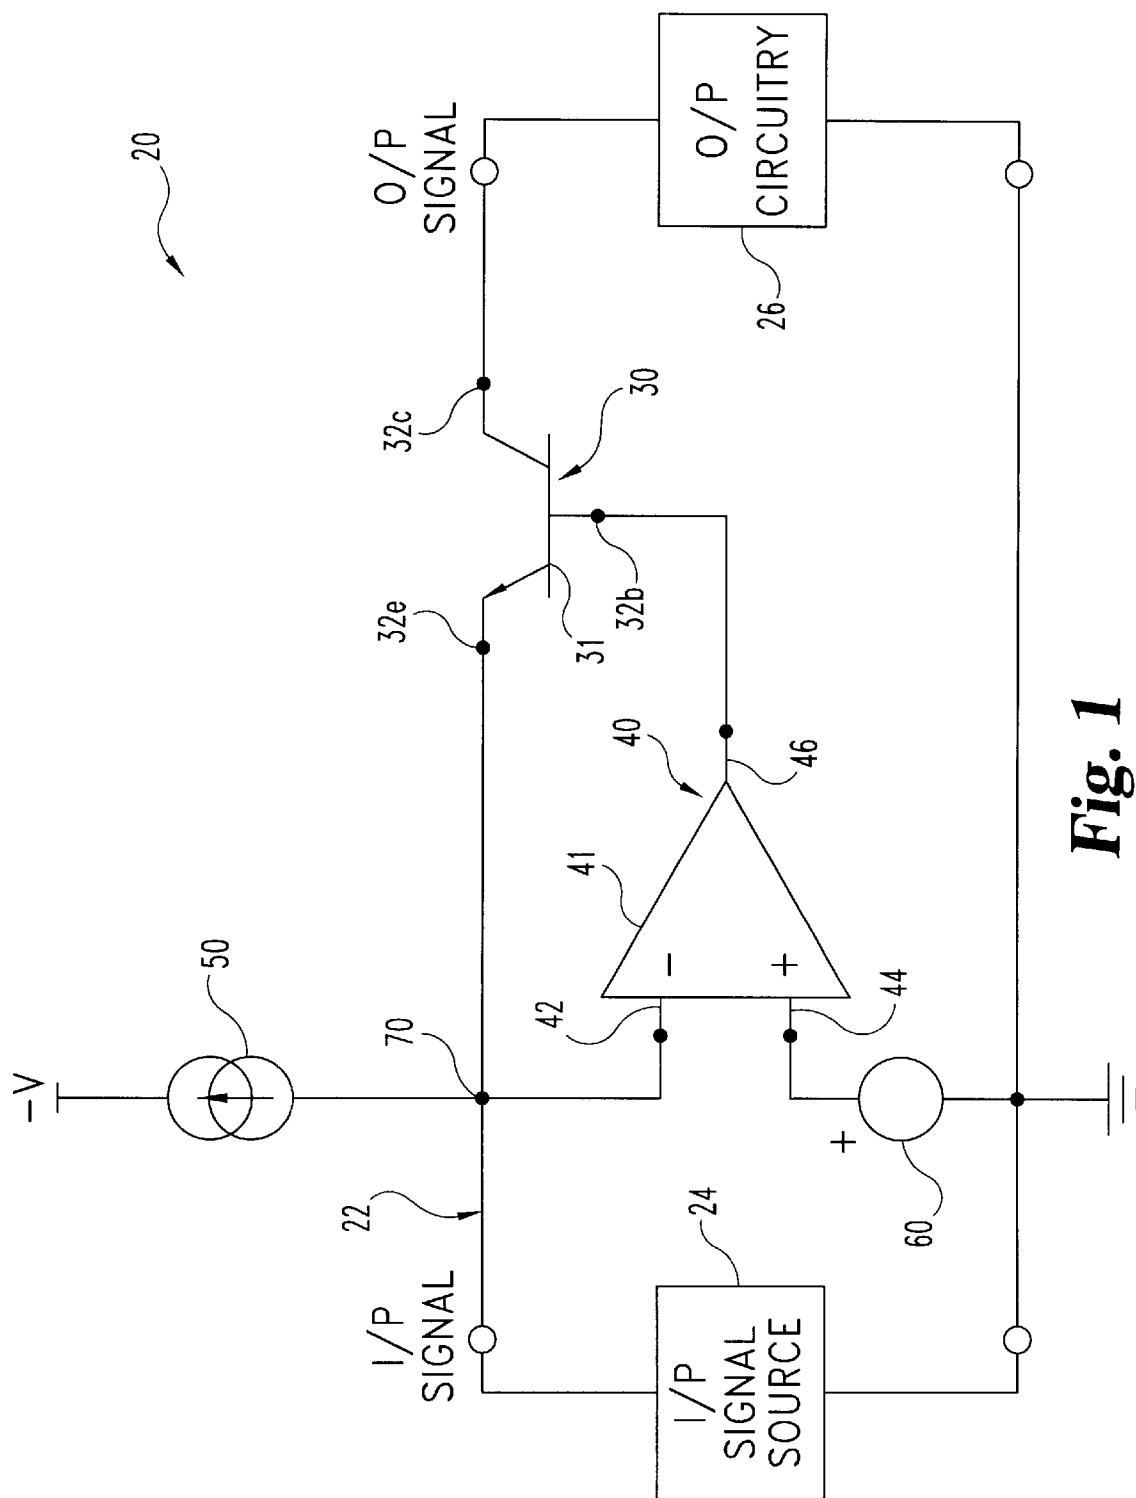 20
-V
50
70
22
I/P
SIGNAL
O/P
SIGNAL
32e
32c
30
31
32b
40
41
42
-
+
44
46
24
I/P
SIGNAL
SOURCE
+
60
26
O/P
CIRCUITRY
Fig. 1